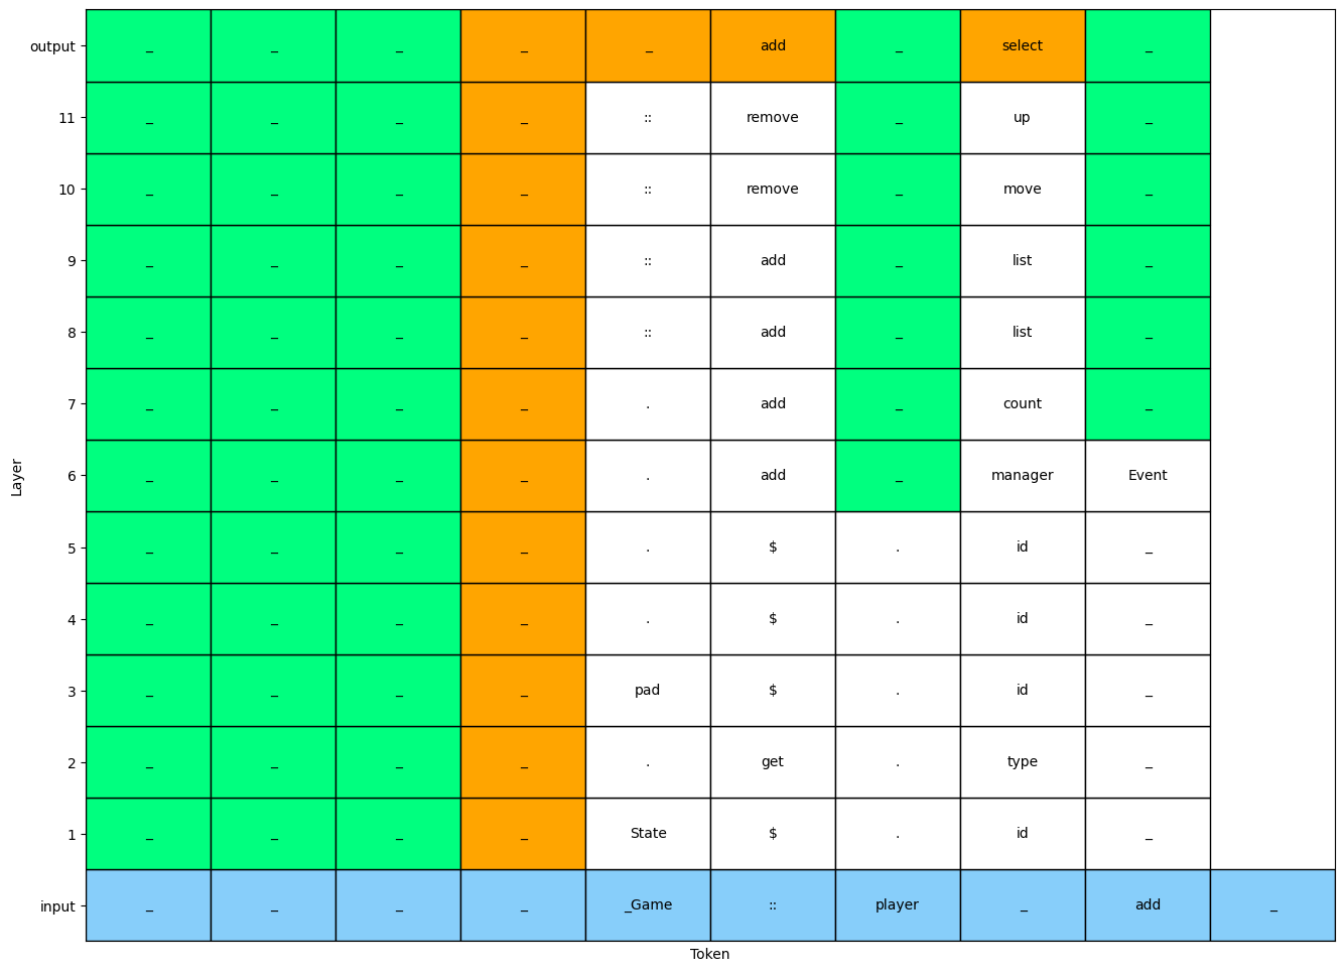 output _ _ _ _ _ add _ select _
11 _ _ _ _ :: remove _ up _
10 _ _ _ _ :: remove _ move _
9 _ _ _ _ :: add _ list _
8 _ _ _ _ :: add _ list _
7 _ _ _ _ . add _ count _
6 _ _ _ _ . add _ manager Event
5 _ _ _ _ . $ . id _
4 _ _ _ _ . $ . id _
3 _ _ _ _ pad $ . id _
2 _ _ _ _ . get . type _
1 _ _ _ _ State $ . id _
input _ _ _ _ _Game :: player _ add _
Layer
Token